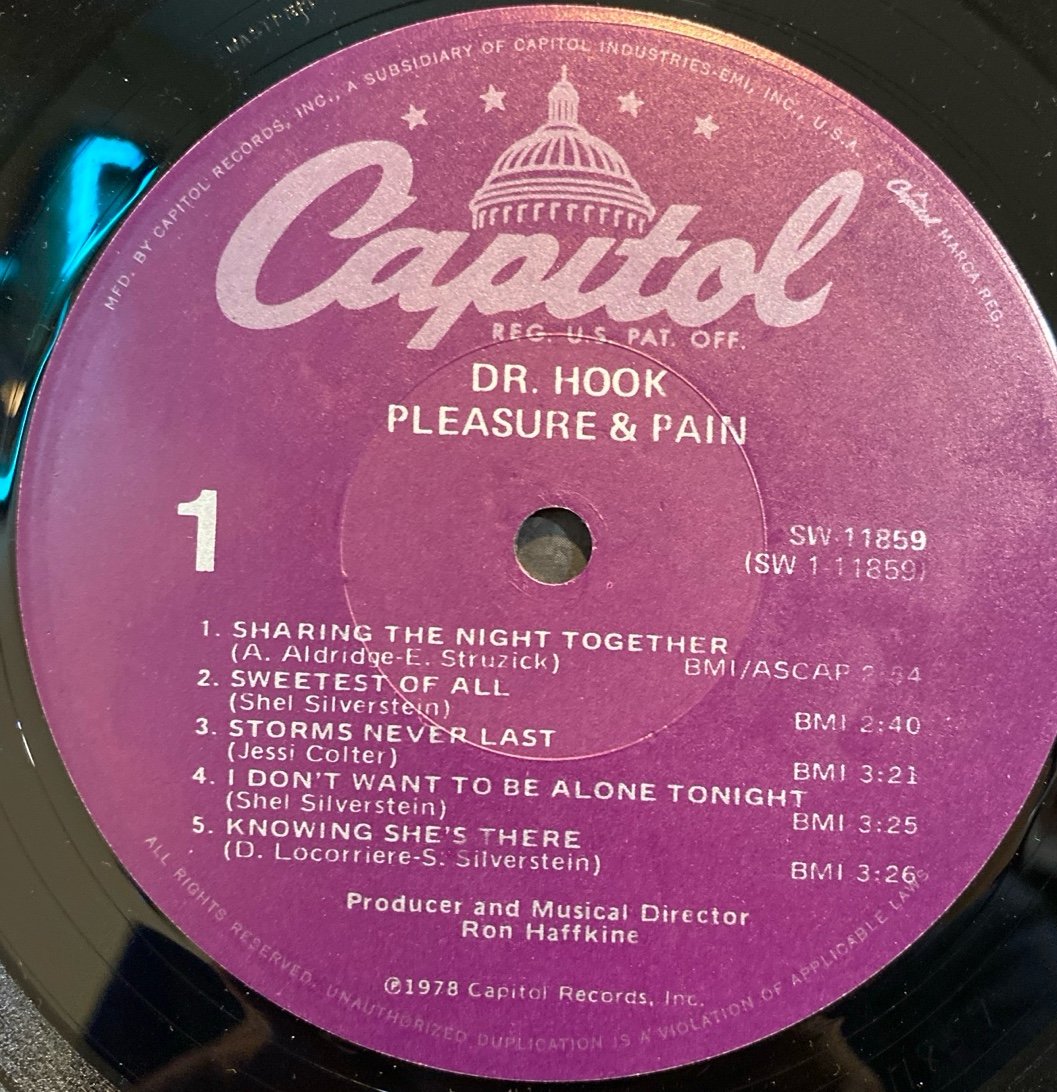 MFD. BY CAPITOL RECORDS, INC., A SUBSIDIARY OF CAPITOL INDUSTRIES-EMI, INC., U.S.A.
Capitol MARCA REG.
Capitol
REG. U.S. PAT. OFF.
DR. HOOK
PLEASURE & PAIN
1
SW-11859
(SW 1-11859)
1. SHARING THE NIGHT TOGETHER
(A. Aldridge-E. Struzick) BMI/ASCAP
2. SWEETEST OF ALL
(Shel Silverstein) BMI 2:40
3. STORMS NEVER LAST
(Jessi Colter) BMI 3:21
4. I DON'T WANT TO BE ALONE TONIGHT
(Shel Silverstein) BMI 3:25
5. KNOWING SHE'S THERE
(D. Locorriere-S. Silverstein) BMI 3:26
Producer and Musical Director
Ron Haffkine
℗1978 Capitol Records, Inc.
ALL RIGHTS RESERVED. UNAUTHORIZED DUPLICATION IS A VIOLATION OF APPLICABLE LAWS